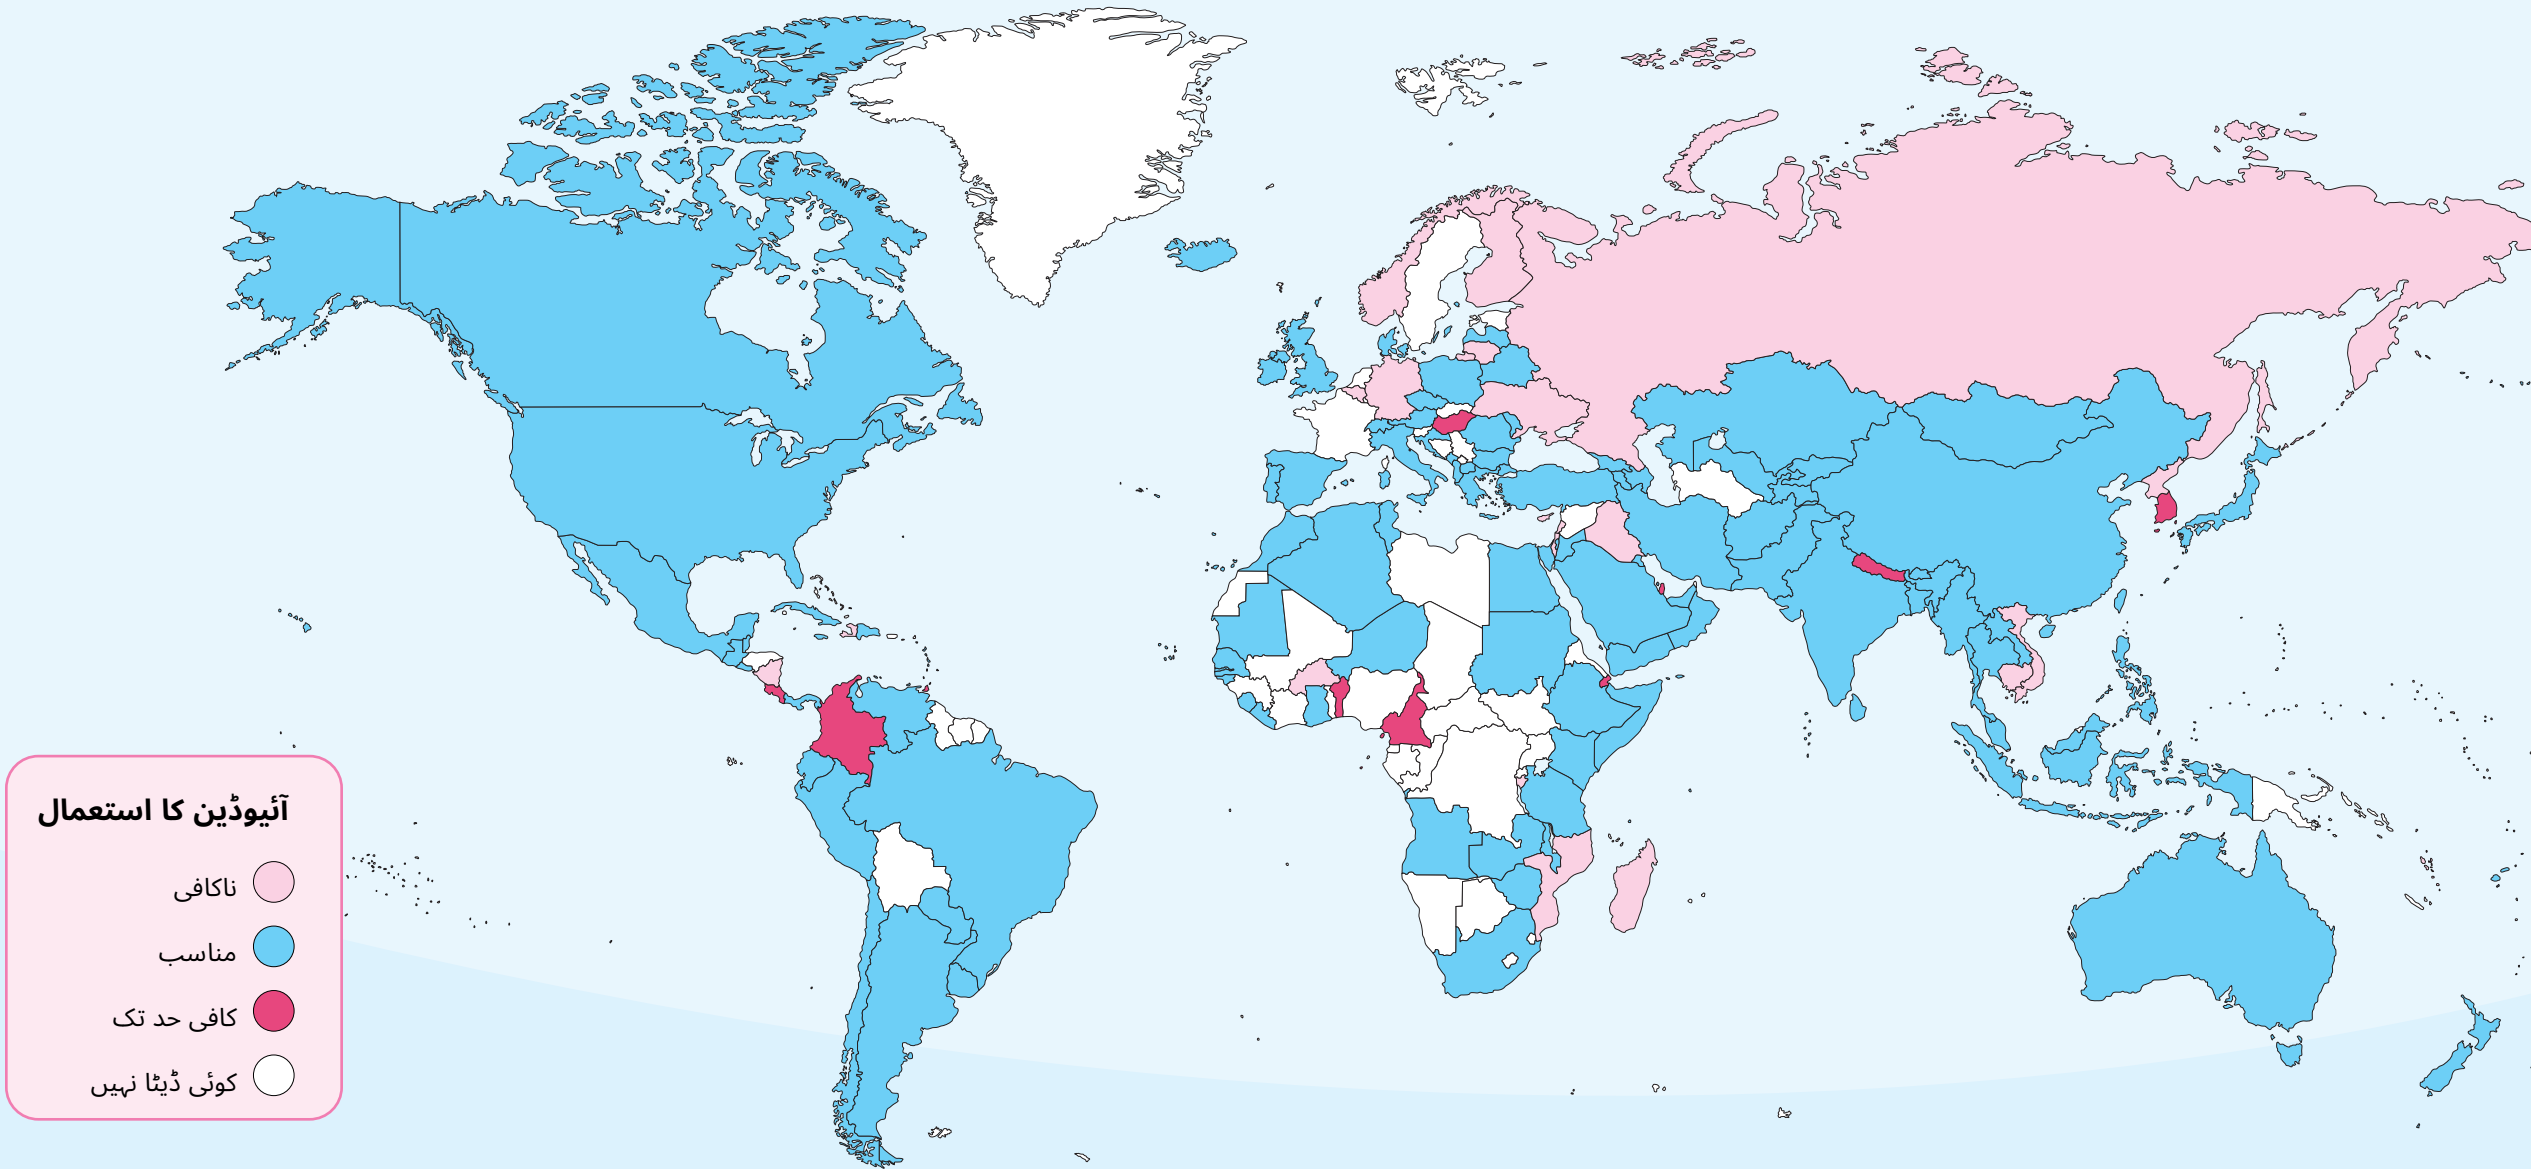 آئیوڈین کا استعمال
ناکافی
مناسب
کافی حد تک
کوئی ڈیٹا نہیں